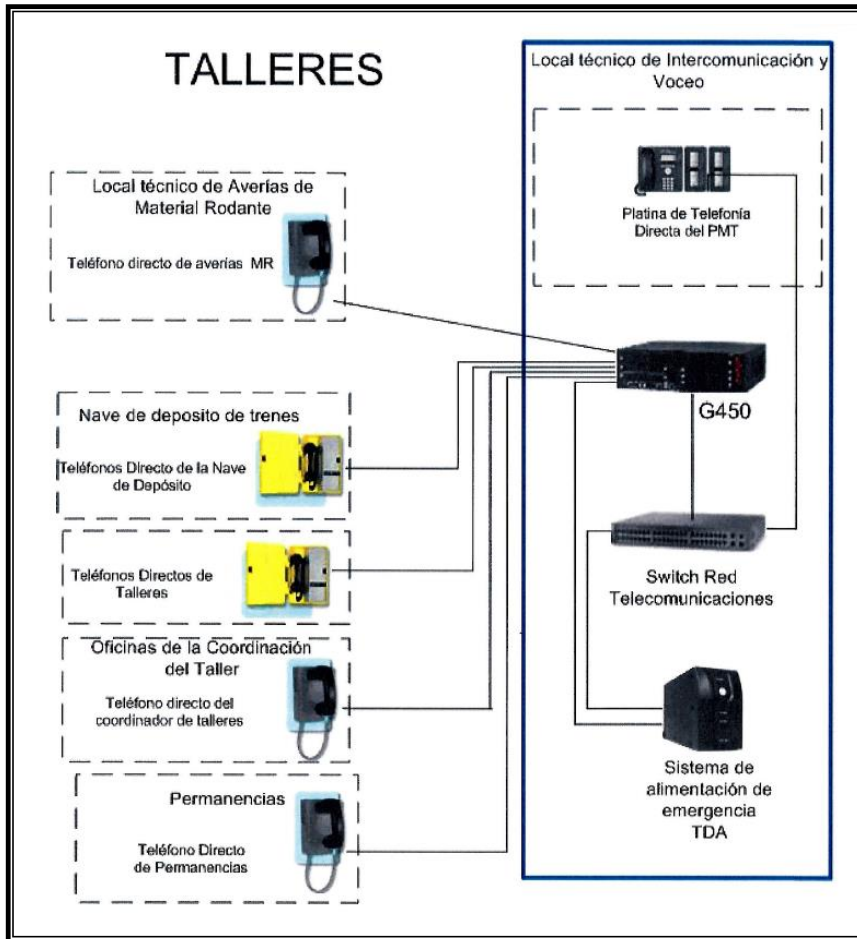 TALLERES
Local técnico de Intercomunicación y
Voceo
Platina de Telefonía
Directa del PMT
Local técnico de Averías de
Material Rodante
Teléfono directo de averías MR
G450
Nave de deposito de trenes
Teléfonos Directo de la Nave
de Depósito
Switch Red
Telecomunicaciones
Teléfonos Directos de
Talleres
Oficinas de la Coordinación
del Taller
Teléfono directo del
coordinador de talleres
Sistema de
alimentación de
emergencia
TDA
Permanencias
Teléfono Directo
de Permanencias